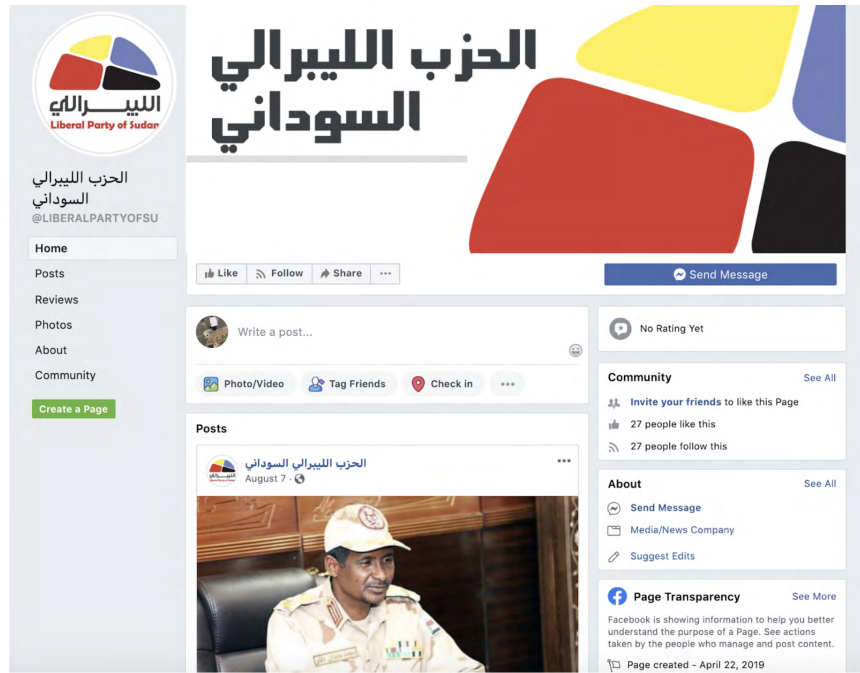 الحزب الليبرالي
السوداني
الليبرالي
Liberal Party of Sudan
الحزب الليبرالي
السوداني
@LIBERALPARTYOFSU
Home
Posts
Reviews
Photos
About
Community
Create a Page
Like
Follow
Share
Send Message
Write a post...
Photo/Video
Tag Friends
Check in
Posts
الحزب الليبرالي السوداني
August 7
No Rating Yet
Community
See All
Invite your friends to like this Page
27 people like this
27 people follow this
About
See All
Send Message
Media/News Company
Suggest Edits
Page Transparency
See More
Facebook is showing information to help you better
understand the purpose of a Page. See actions
taken by the people who manage and post content.
Page created - April 22, 2019